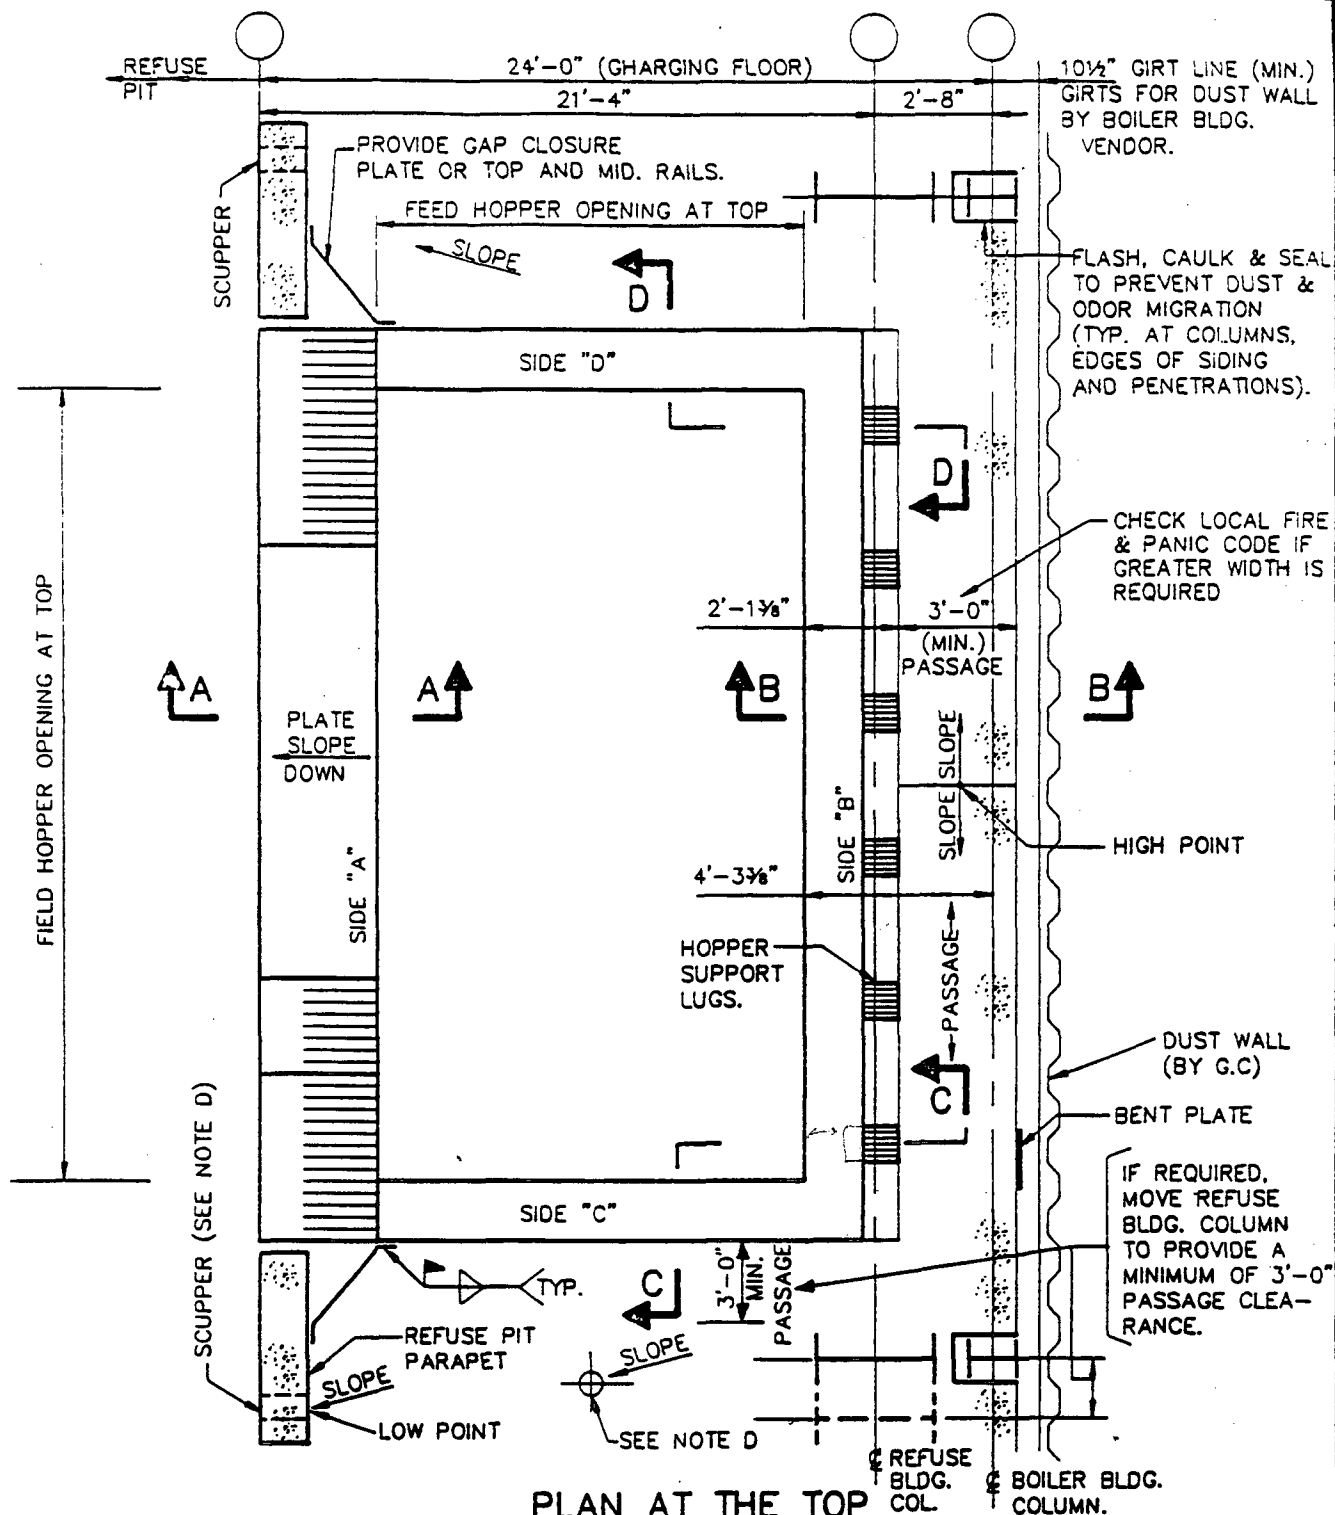 REFUSE
PIT
24'-0" (GHARGING FLOOR)
21'-4"
2'-8"
10½" GIRT LINE (MIN.)
GIRTS FOR DUST WALL
BY BOILER BLDG.
VENDOR.
PROVIDE GAP CLOSURE
PLATE OR TOP AND MID. RAILS.
FEED HOPPER OPENING AT TOP
SCUPPER
SLOPE
D
FLASH, CAULK & SEAL
TO PREVENT DUST &
ODOR MIGRATION
(TYP. AT COLUMNS,
EDGES OF SIDING
AND PENETRATIONS).
SIDE "D"
D
CHECK LOCAL FIRE
& PANIC CODE IF
GREATER WIDTH IS
REQUIRED
2'-1⅜"
3'-0"
(MIN.)
PASSAGE
FIELD HOPPER OPENING AT TOP
A
A
B
B
PLATE
SLOPE
DOWN
SLOPE
SLOPE
SIDE "A"
SIDE "B"
HIGH POINT
4'-3⅜"
HOPPER
SUPPORT
LUGS.
PASSAGE
DUST WALL
(BY G.C)
C
BENT PLATE
SCUPPER (SEE NOTE D)
IF REQUIRED,
MOVE REFUSE
BLDG. COLUMN
TO PROVIDE A
MINIMUM OF 3'-0"
PASSAGE CLEA-
RANCE.
SIDE "C"
TYP.
C
3'-0"
MIN.
PASSAGE
REFUSE PIT
PARAPET
SLOPE
SLOPE
LOW POINT
SEE NOTE D
℄ REFUSE
BLDG.
COL.
℄ BOILER BLDG.
COLUMN.
PLAN AT THE TOP